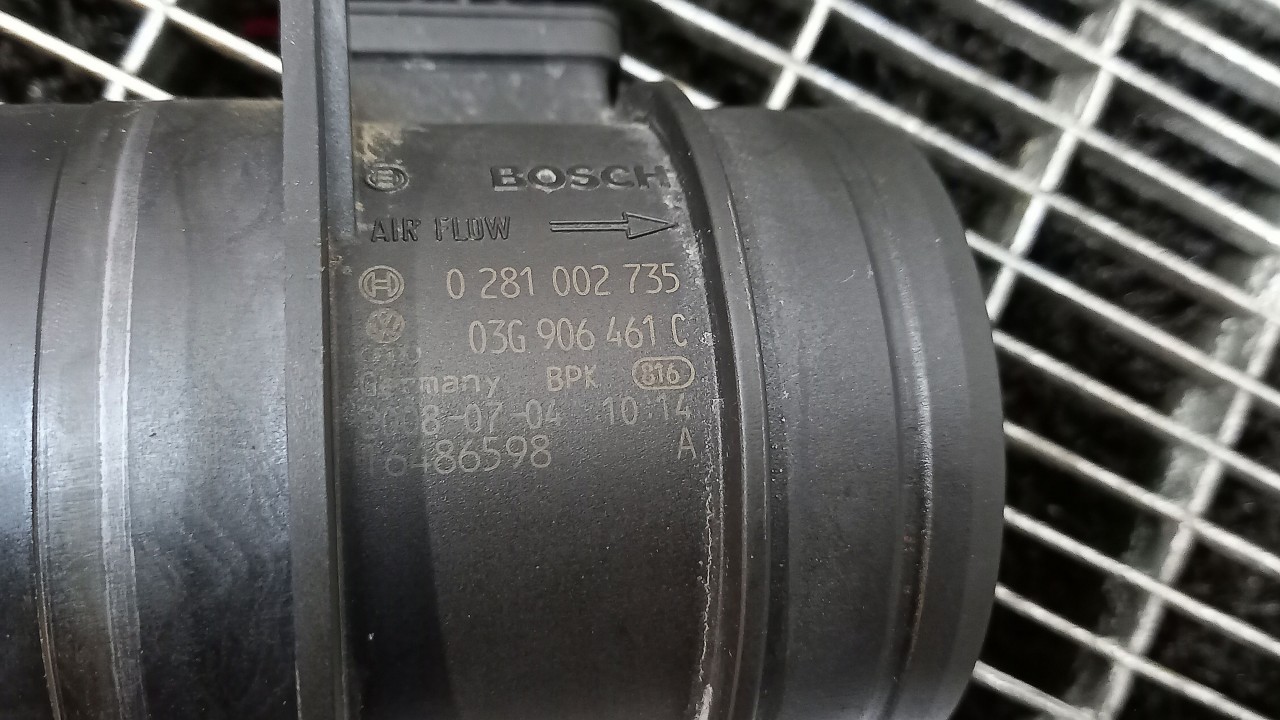 BOSCH
AIR FLOW
0 281 002 735
03G 906 461 C
Germany BPK 816
2008-07-04 10:14
16486598 A